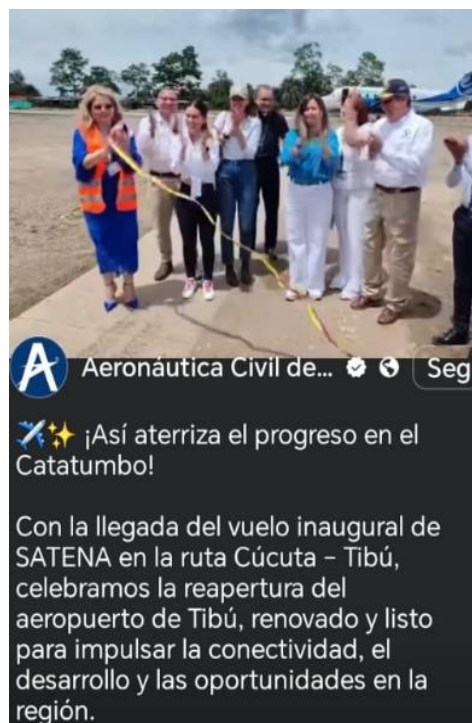 Aeronáutica Civil de...
Seg
✈️✨ ¡Así aterriza el progreso en el
Catatumbo!
Con la llegada del vuelo inaugural de
SATENA en la ruta Cúcuta – Tibú,
celebramos la reapertura del
aeropuerto de Tibú, renovado y listo
para impulsar la conectividad, el
desarrollo y las oportunidades en la
región.